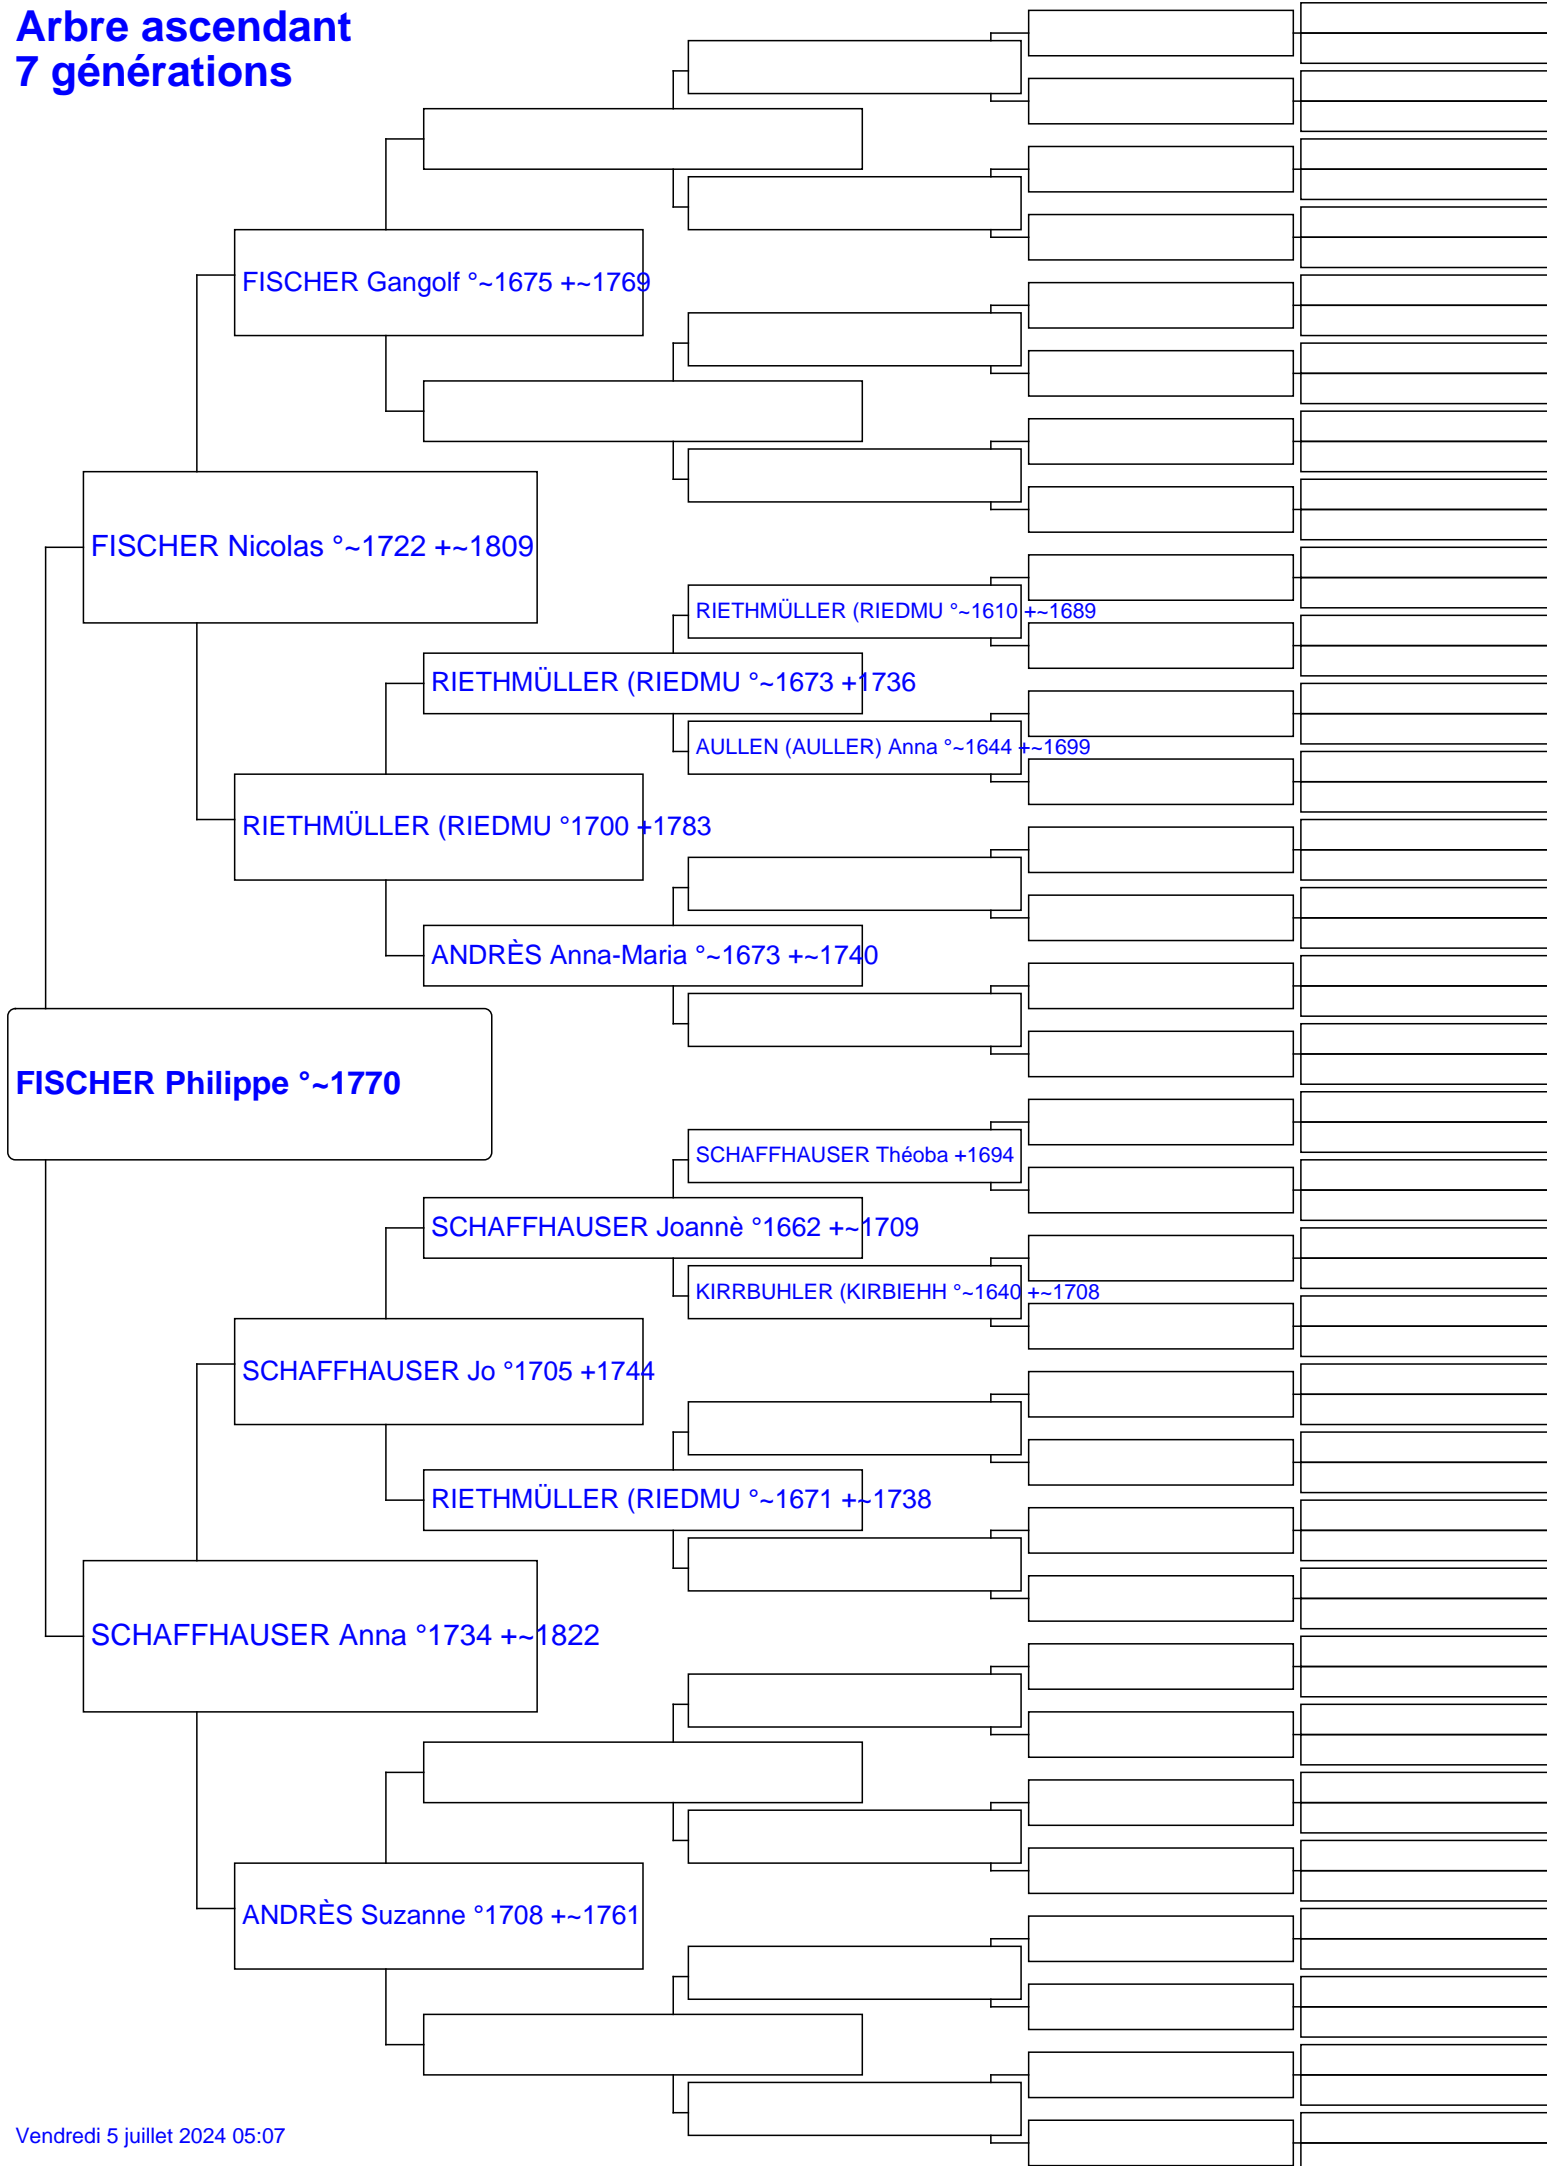 Arbre ascendant
7 générations
FISCHER Gangolf °~1675 +~1769
FISCHER Nicolas °~1722 +~1809
RIETHMÜLLER (RIEDMU °~1610 +~1689
RIETHMÜLLER (RIEDMU °~1673 +1736
AULLEN (AULLER) Anna °~1644 +~1699
RIETHMÜLLER (RIEDMU °1700 +1783
ANDRÈS Anna-Maria °~1673 +~1740
FISCHER Philippe °~1770
SCHAFFHAUSER Théoba +1694
SCHAFFHAUSER Joannè °1662 +~1709
KIRRBUHLER (KIRBIEHH °~1640 +~1708
SCHAFFHAUSER Jo °1705 +1744
RIETHMÜLLER (RIEDMU °~1671 +~1738
SCHAFFHAUSER Anna °1734 +~1822
ANDRÈS Suzanne °1708 +~1761
Vendredi 5 juillet 2024 05:07